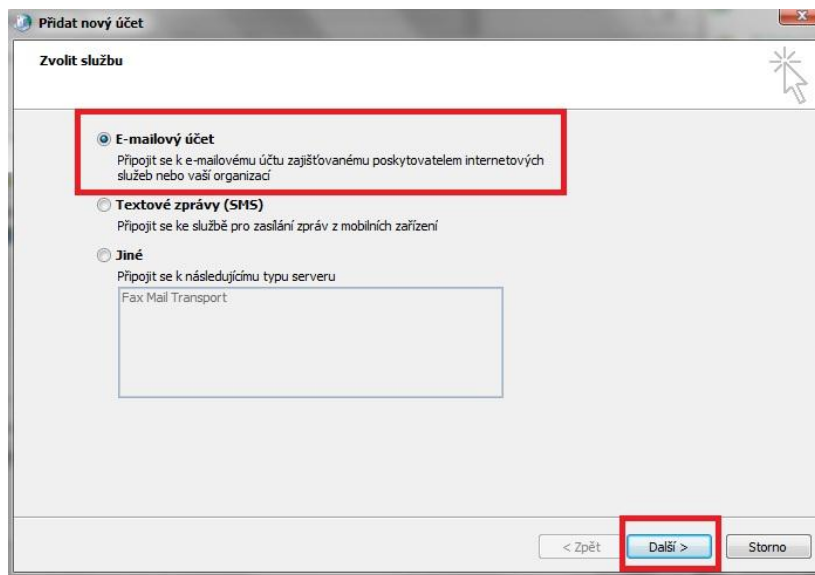 Přidat nový účet
Zvolit službu
E-mailový účet
Připojit se k e-mailovému účtu zajišťovanému poskytovatelem internetových
služeb nebo vaší organizací
Textové zprávy (SMS)
Připojit se ke službě pro zasílání zpráv z mobilních zařízení
Jiné
Připojit se k následujícímu typu serveru
Fax Mail Transport
< Zpět
Další >
Storno